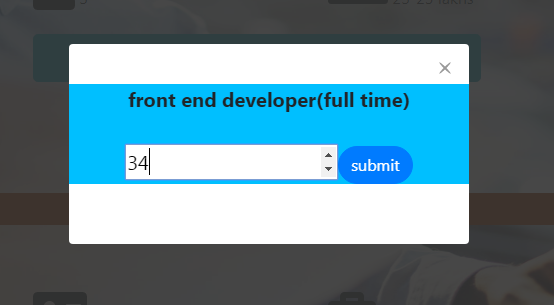 ×
front end developer(full time)
34
submit